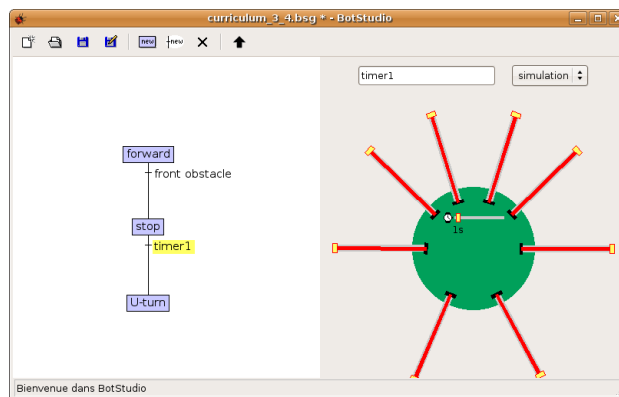 curriculum_3_4.bsg * - BotStudio
new new
timer1 simulation
forward
front obstacle
1s
stop
timer1
U-turn
Bienvenue dans BotStudio